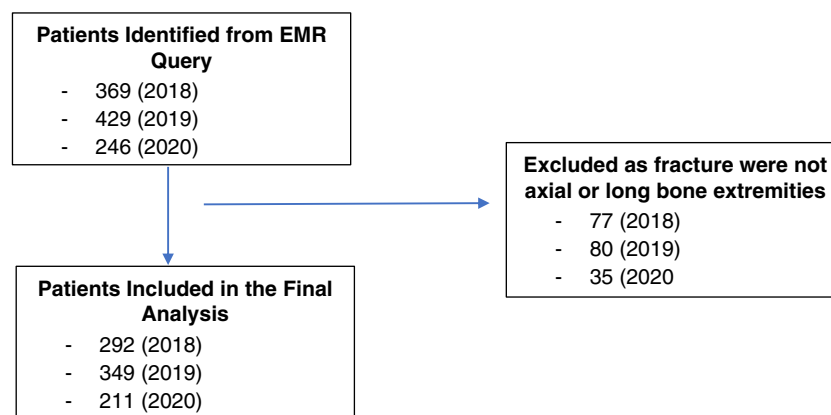 Patients Identified from EMR
Query
- 369 (2018)
- 429 (2019)
- 246 (2020)
Excluded as fracture were not
axial or long bone extremities
- 77 (2018)
- 80 (2019)
- 35 (2020
Patients Included in the Final
Analysis
- 292 (2018)
- 349 (2019)
- 211 (2020)